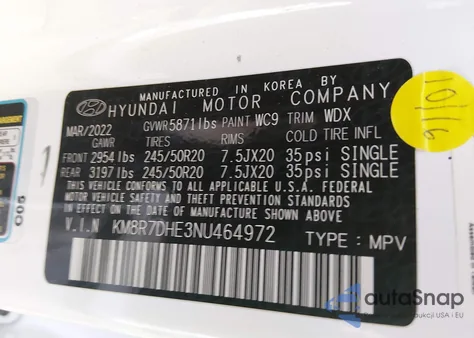 MANUFACTURED IN KOREA BY
HYUNDAI MOTOR COMPANY
MAR/2022 GVWR 5871lbs PAINT WC9 TRIM WDX
GAWR TIRES RIMS COLD TIRE INFL
FRONT 2954lbs 245/50R20 7.5JX20 35psi SINGLE
REAR 3197lbs 245/50R20 7.5JX20 35psi SINGLE
THIS VEHICLE CONFORMS TO ALL APPLICABLE U.S.A. FEDERAL
MOTOR VEHICLE SAFETY, BUMPER, AND THEFT PREVENTION STANDARDS
IN EFFECT ON THE DATE OF MANUFACTURE SHOWN ABOVE.
V.I.N KM8R7DHE3NU464972 TYPE : MPV
10/16
C05
autaSnap